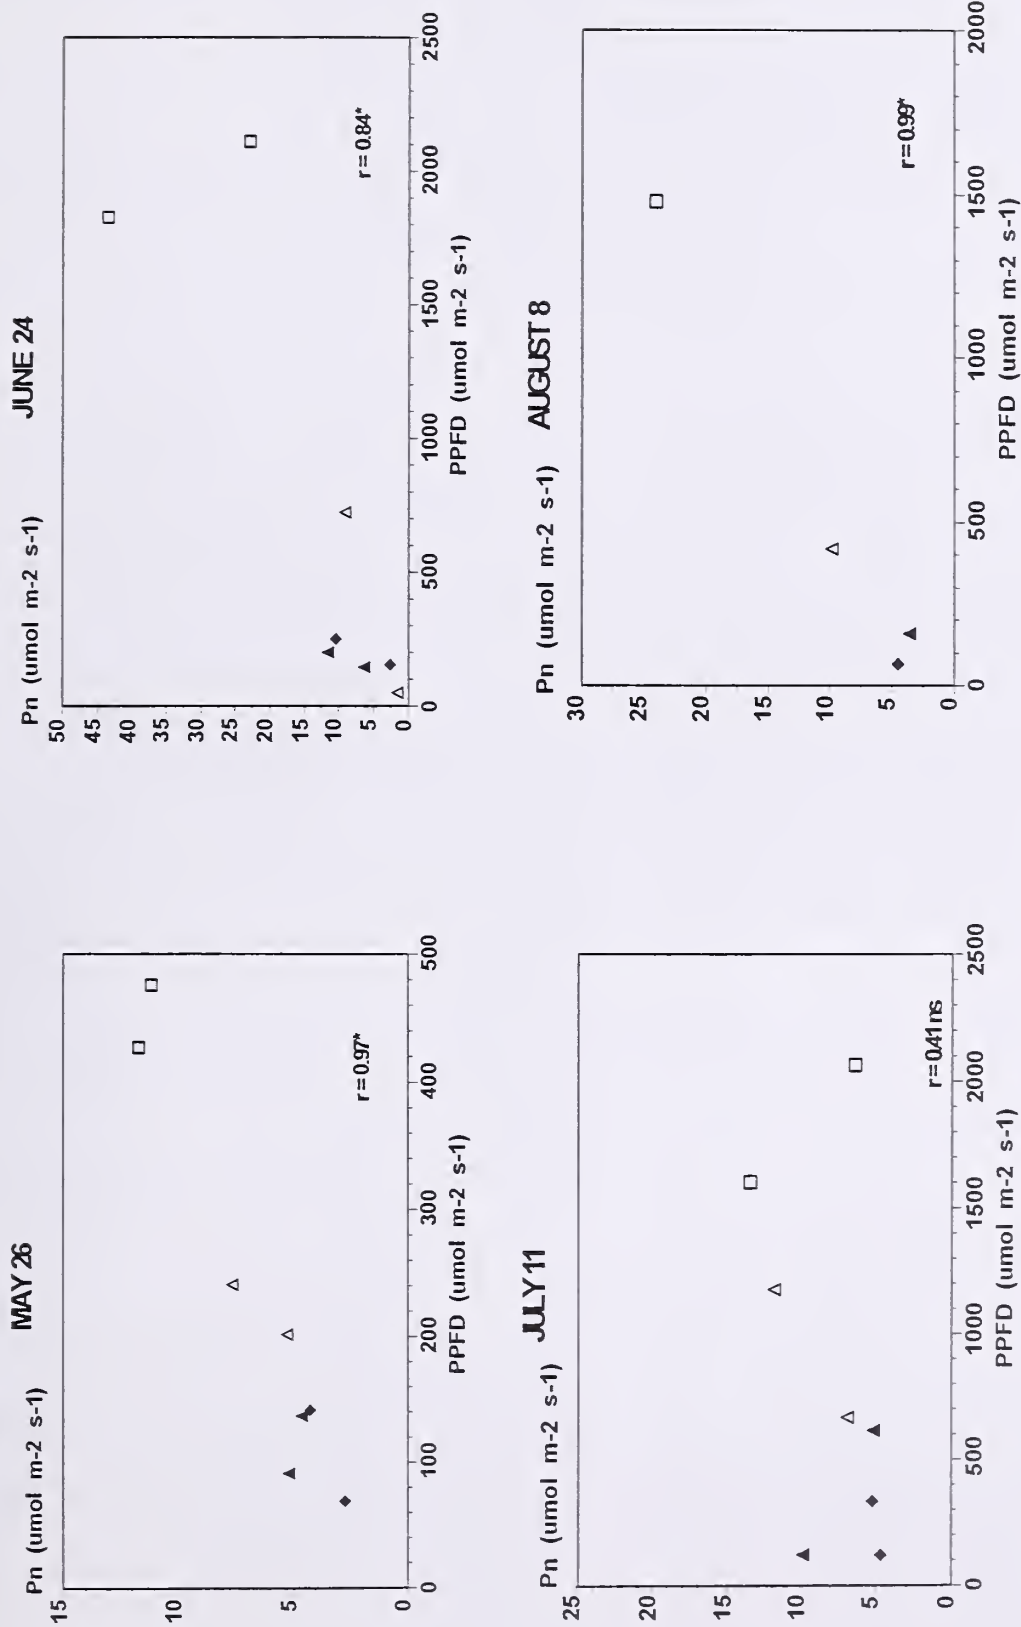 MAY 26
Pn (umol m-2 s-1)
15
10
5
0
0 100 200 300 400 500
PPFD (umol m-2 s-1)
r = 0.97*
JUNE 24
Pn (umol m-2 s-1)
50
45
40
35
30
25
20
15
10
5
0
0 500 1000 1500 2000 2500
PPFD (umol m-2 s-1)
r = 0.84*
JULY 11
Pn (umol m-2 s-1)
25
20
15
10
5
0
0 500 1000 1500 2000 2500
PPFD (umol m-2 s-1)
r = 0.41 ns
AUGUST 8
Pn (umol m-2 s-1)
30
25
20
15
10
5
0
0 500 1000 1500 2000
PPFD (umol m-2 s-1)
r = 0.99*